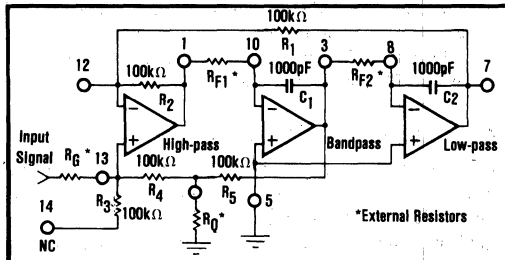 100kΩ
R1
1
10
3
8
12
100kΩ
R2
RF1*
1000pF
C1
RF2*
1000pF
C2
7
−
+
−
+
−
+
Input
Signal
RG*
13
High-pass
Bandpass
Low-pass
100kΩ
R4
100kΩ
R5
14
NC
R3
100kΩ
RQ*
5
*External Resistors